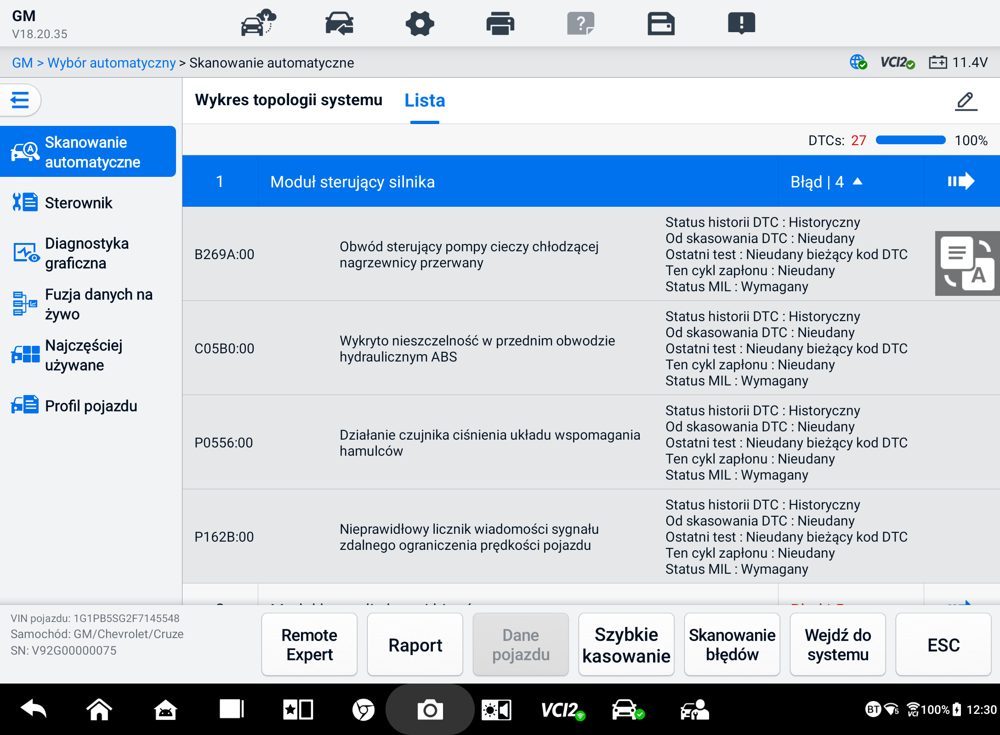 GM
V18.20.35
GM > Wybór automatyczny > Skanowanie automatyczne
VCI2
11.4V
Wykres topologii systemu
Lista
DTCs: 27
100%
Skanowanie
automatyczne
Sterownik
Diagnostyka
graficzna
Fuzja danych na
żywo
Najczęściej
używane
Profil pojazdu
1
Moduł sterujący silnika
Błąd | 4
B269A:00
Obwód sterujący pompy cieczy chłodzącej
nagrzewnicy przerwany
Status historii DTC : Historyczny
Od skasowania DTC : Nieudany
Ostatni test : Nieudany bieżący kod DTC
Ten cykl zapłonu : Nieudany
Status MIL : Wymagany
C05B0:00
Wykryto nieszczelność w przednim obwodzie
hydraulicznym ABS
Status historii DTC : Historyczny
Od skasowania DTC : Nieudany
Ostatni test : Nieudany bieżący kod DTC
Ten cykl zapłonu : Nieudany
Status MIL : Wymagany
P0556:00
Działanie czujnika ciśnienia układu wspomagania
hamulców
Status historii DTC : Historyczny
Od skasowania DTC : Nieudany
Ostatni test : Nieudany bieżący kod DTC
Ten cykl zapłonu : Nieudany
Status MIL : Wymagany
P162B:00
Nieprawidłowy licznik wiadomości sygnału
zdalnego ograniczenia prędkości pojazdu
Status historii DTC : Historyczny
Od skasowania DTC : Nieudany
Ostatni test : Nieudany bieżący kod DTC
Ten cykl zapłonu : Nieudany
Status MIL : Wymagany
A
VIN pojazdu: 1G1PB5SG2F7145548
Samochód: GM/Chevrolet/Cruze
SN: V92G00000075
Remote
Expert
Raport
Dane
pojazdu
Szybkie
kasowanie
Skanowanie
błędów
Wejdź do
systemu
ESC
VCI2
BT
5
VCI
100%
12:30